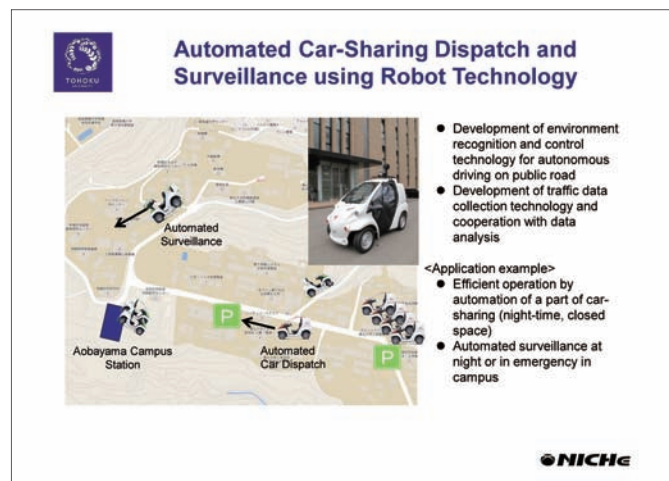 TOHOKU
UNIVERSITY
Automated Car-Sharing Dispatch and
Surveillance using Robot Technology
Automated
Surveillance
P
P
Aobayama Campus
Station
Automated
Car Dispatch
● Development of environment
recognition and control
technology for autonomous
driving on public road
● Development of traffic data
collection technology and
cooperation with data
analysis
<Application example>
● Efficient operation by
automation of a part of car-
sharing (night-time, closed
space)
● Automated surveillance at
night or in emergency in
campus
NICHe